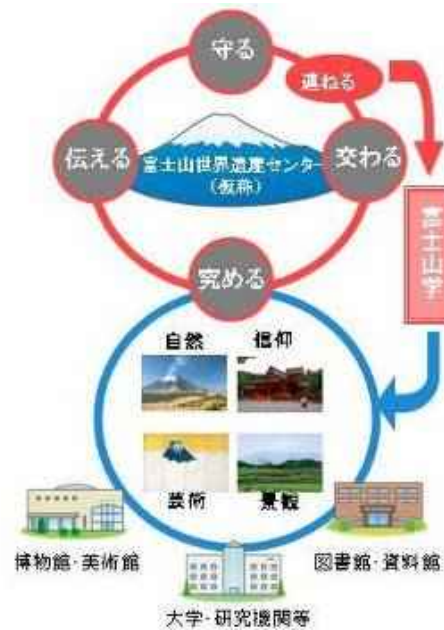 守る
連ねる
伝える
富士山世界遺産センター
(仮称)
交わる
富士山学
究める
自然
信仰
芸術
景観
博物館・美術館
図書館・資料館
大学・研究機関等